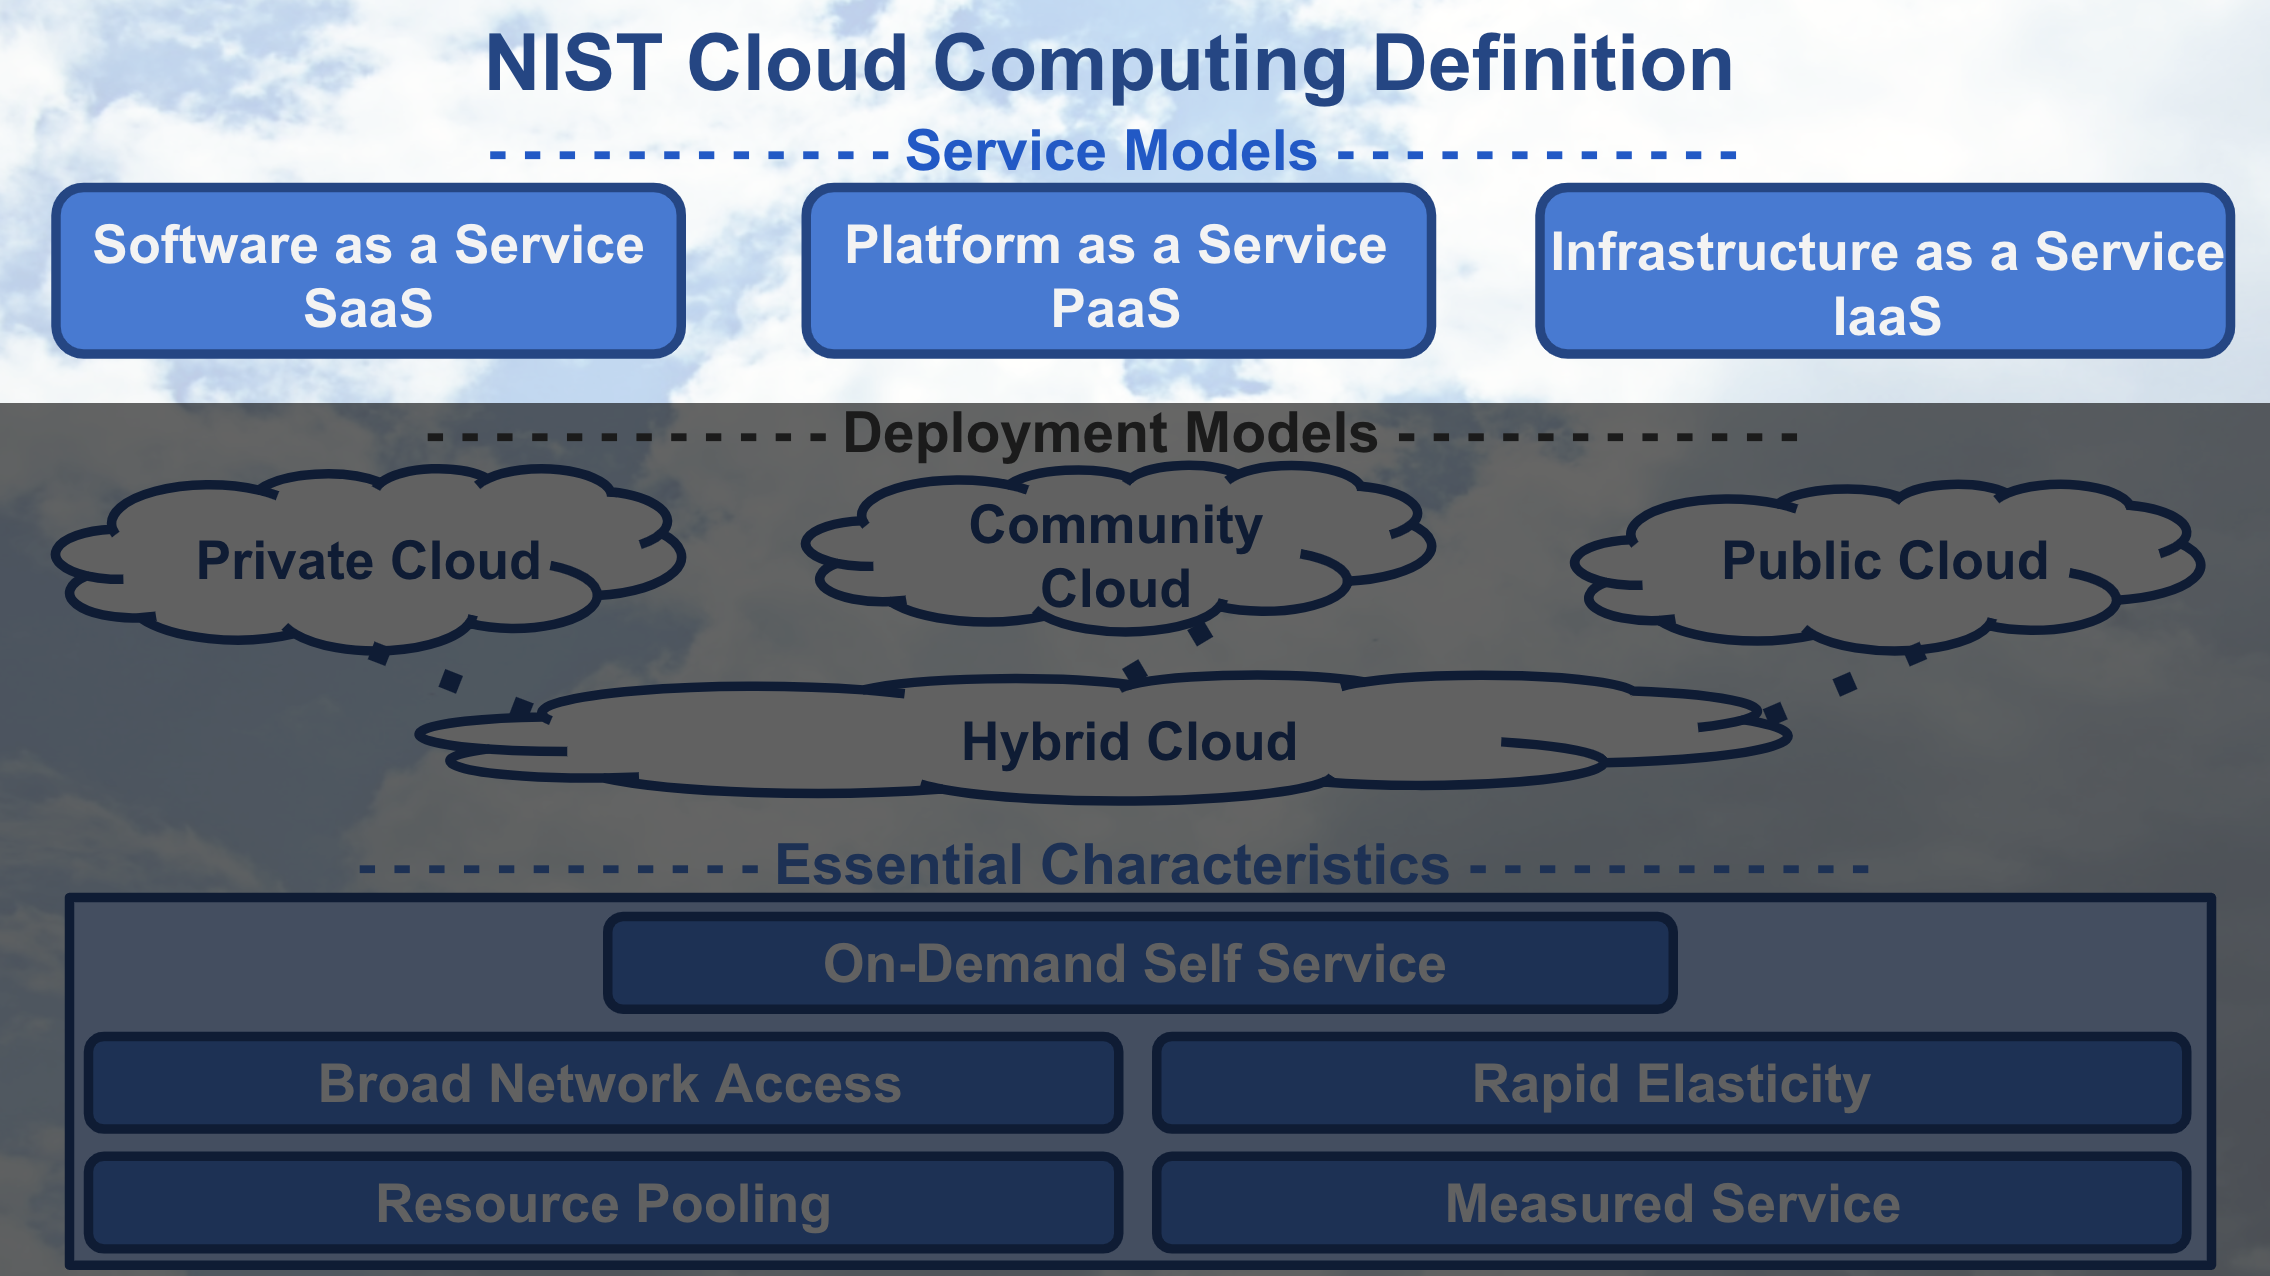 NIST Cloud Computing Definition
- - - - - - - - - - - - Service Models - - - - - - - - - - - -
Software as a Service
SaaS
Platform as a Service
PaaS
Infrastructure as a Service
IaaS
- - - - - - - - - - - - Deployment Models - - - - - - - - - - - -
Private Cloud
Community
Cloud
Public Cloud
Hybrid Cloud
- - - - - - - - - - - - Essential Characteristics - - - - - - - - - - - -
On-Demand Self Service
Broad Network Access
Rapid Elasticity
Resource Pooling
Measured Service